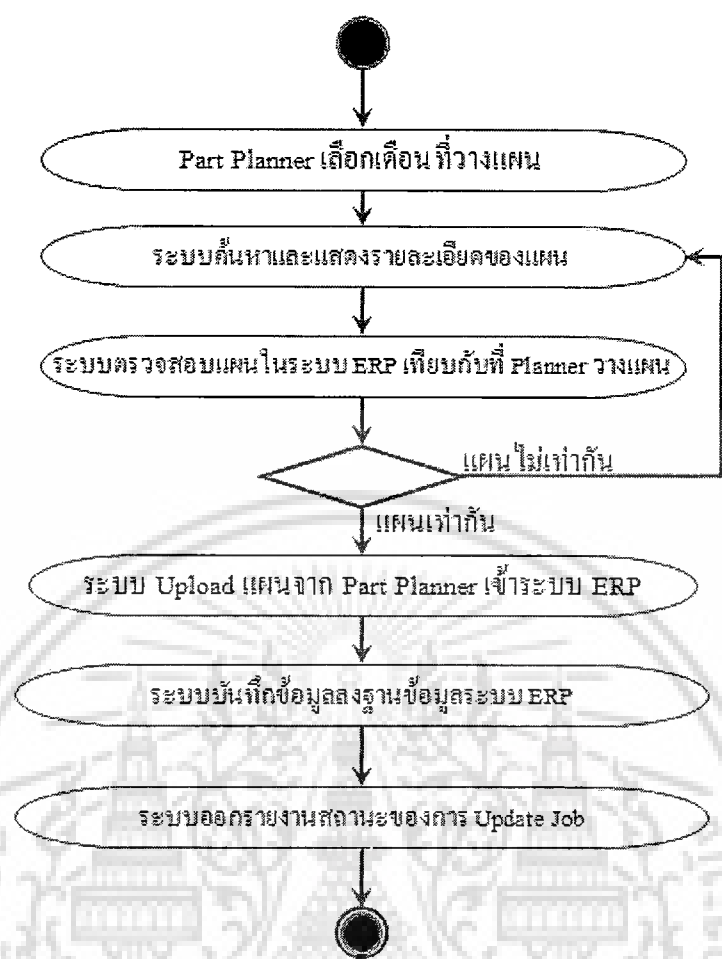 Part Planner เลือกเดือน ที่วางแผน
ระบบค้นหาและแสดงรายละเอียดของแผน
ระบบตรวจสอบแผนในระบบ ERP เทียบกับที่ Planner วางแผน
แผนไม่เท่ากัน
แผนเท่ากัน
ระบบ Upload แผนจาก Part Planner เข้าระบบ ERP
ระบบบันทึกข้อมูลลงฐานข้อมูลระบบ ERP
ระบบออกรายงานสถานะของการ Update Job